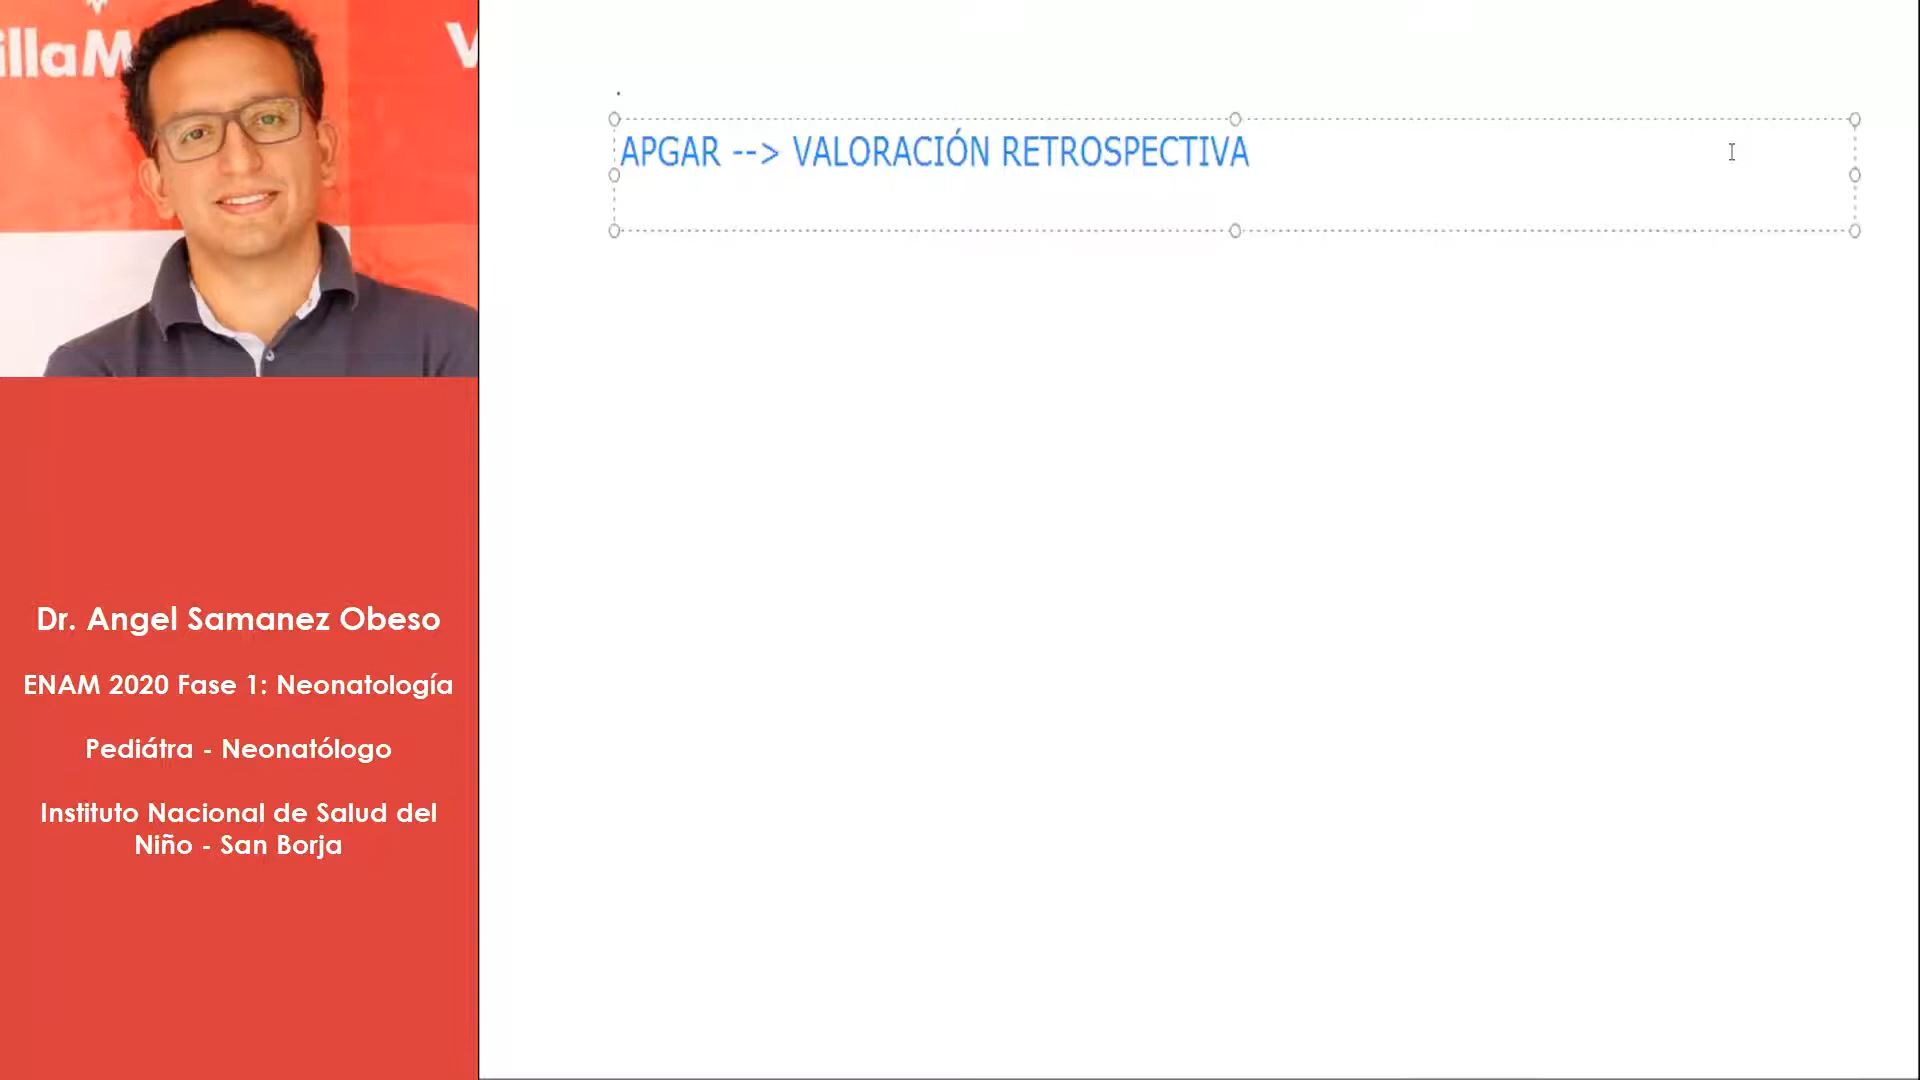 illaM
V
APGAR --> VALORACIÓN RETROSPECTIVA
Dr. Angel Samanez Obeso
ENAM 2020 Fase 1: Neonatología
Pediátra - Neonatólogo
Instituto Nacional de Salud del
Niño - San Borja